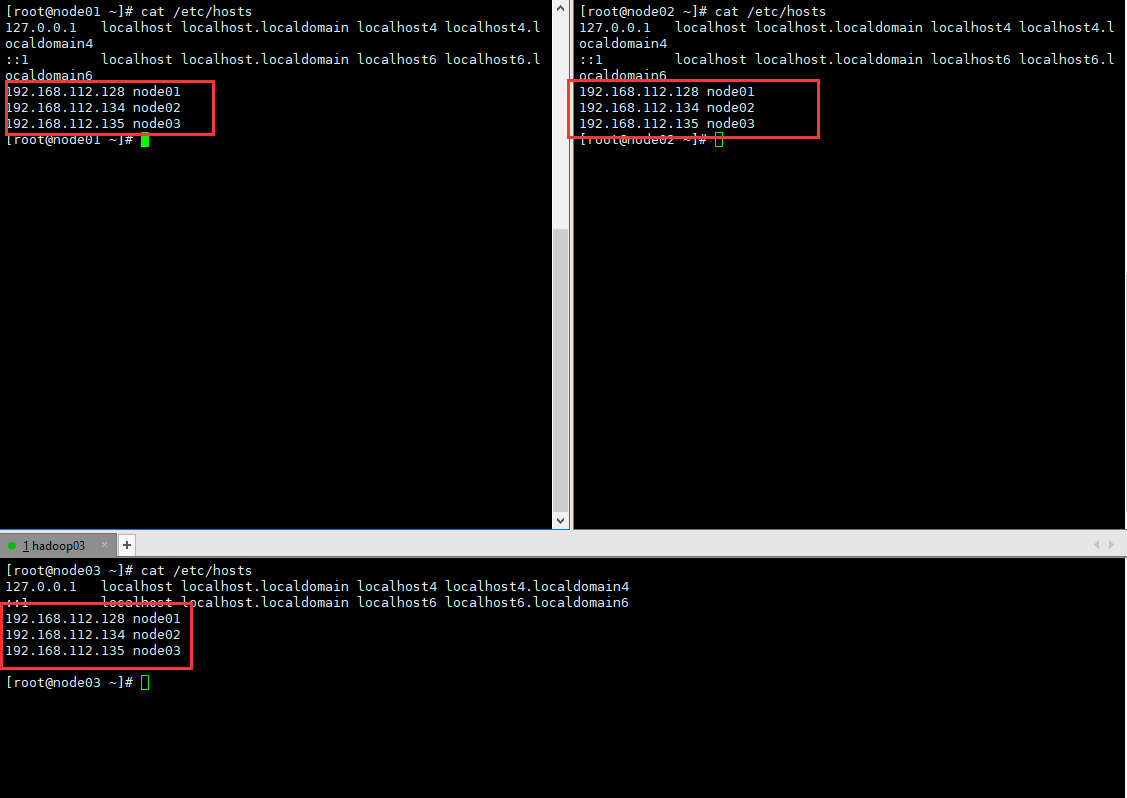 [root@node01 ~]# cat /etc/hosts
127.0.0.1   localhost localhost.localdomain localhost4 localhost4.l
ocaldomain4
::1         localhost localhost.localdomain localhost6 localhost6.l
ocaldomain6
192.168.112.128 node01
192.168.112.134 node02
192.168.112.135 node03
[root@node01 ~]#
[root@node02 ~]# cat /etc/hosts
127.0.0.1   localhost localhost.localdomain localhost4 localhost4.l
ocaldomain4
::1         localhost localhost.localdomain localhost6 localhost6.l
ocaldomain6
192.168.112.128 node01
192.168.112.134 node02
192.168.112.135 node03
[root@node02 ~]#
1 hadoop03 × +
[root@node03 ~]# cat /etc/hosts
127.0.0.1   localhost localhost.localdomain localhost4 localhost4.localdomain4
::1         localhost localhost.localdomain localhost6 localhost6.localdomain6
192.168.112.128 node01
192.168.112.134 node02
192.168.112.135 node03
[root@node03 ~]#